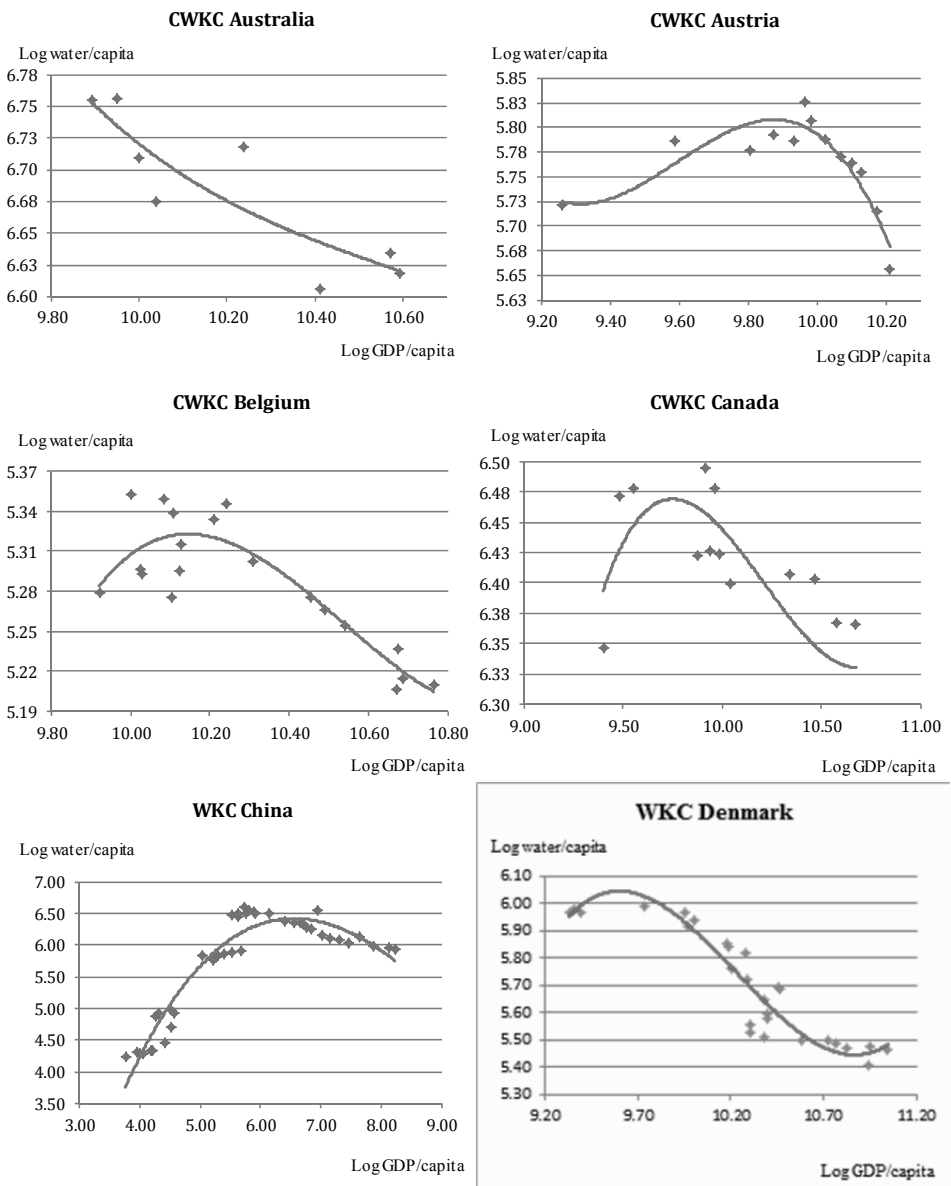 CWKC Australia
Log water/capita
6.78
6.75
6.73
6.70
6.68
6.65
6.63
6.60
9.80 10.00 10.20 10.40 10.60
Log GDP/capita
CWKC Austria
Log water/capita
5.85
5.83
5.80
5.78
5.75
5.73
5.70
5.68
5.65
5.63
9.20 9.40 9.60 9.80 10.00 10.20
Log GDP/capita
CWKC Belgium
Log water/capita
5.37
5.34
5.31
5.28
5.25
5.22
5.19
9.80 10.00 10.20 10.40 10.60 10.80
Log GDP/capita
CWKC Canada
Log water/capita
6.50
6.48
6.45
6.43
6.40
6.38
6.35
6.33
6.30
9.00 9.50 10.00 10.50 11.00
Log GDP/capita
WKC China
Log water/capita
7.00
6.50
6.00
5.50
5.00
4.50
4.00
3.50
3.00 4.00 5.00 6.00 7.00 8.00 9.00
Log GDP/capita
WKC Denmark
Log water/capita
6.10
6.00
5.90
5.80
5.70
5.60
5.50
5.40
5.30
9.20 9.70 10.20 10.70 11.20
Log GDP/capita